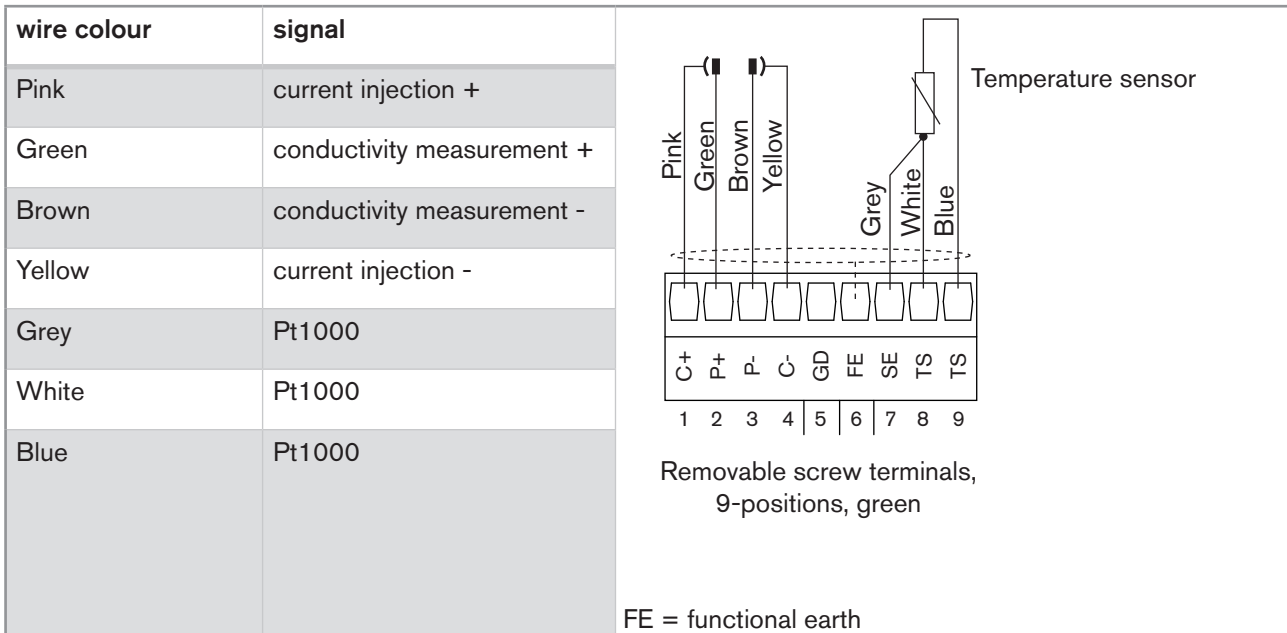 wire colour signal
Pink current injection +
Green conductivity measurement +
Brown conductivity measurement -
Yellow current injection -
Grey Pt1000
White Pt1000
Blue Pt1000
Temperature sensor
Pink Green Brown Yellow Grey White Blue
C+ P+ P- C- GD FE SE TS TS
1 2 3 4 5 6 7 8 9
Removable screw terminals,
9-positions, green
FE = functional earth